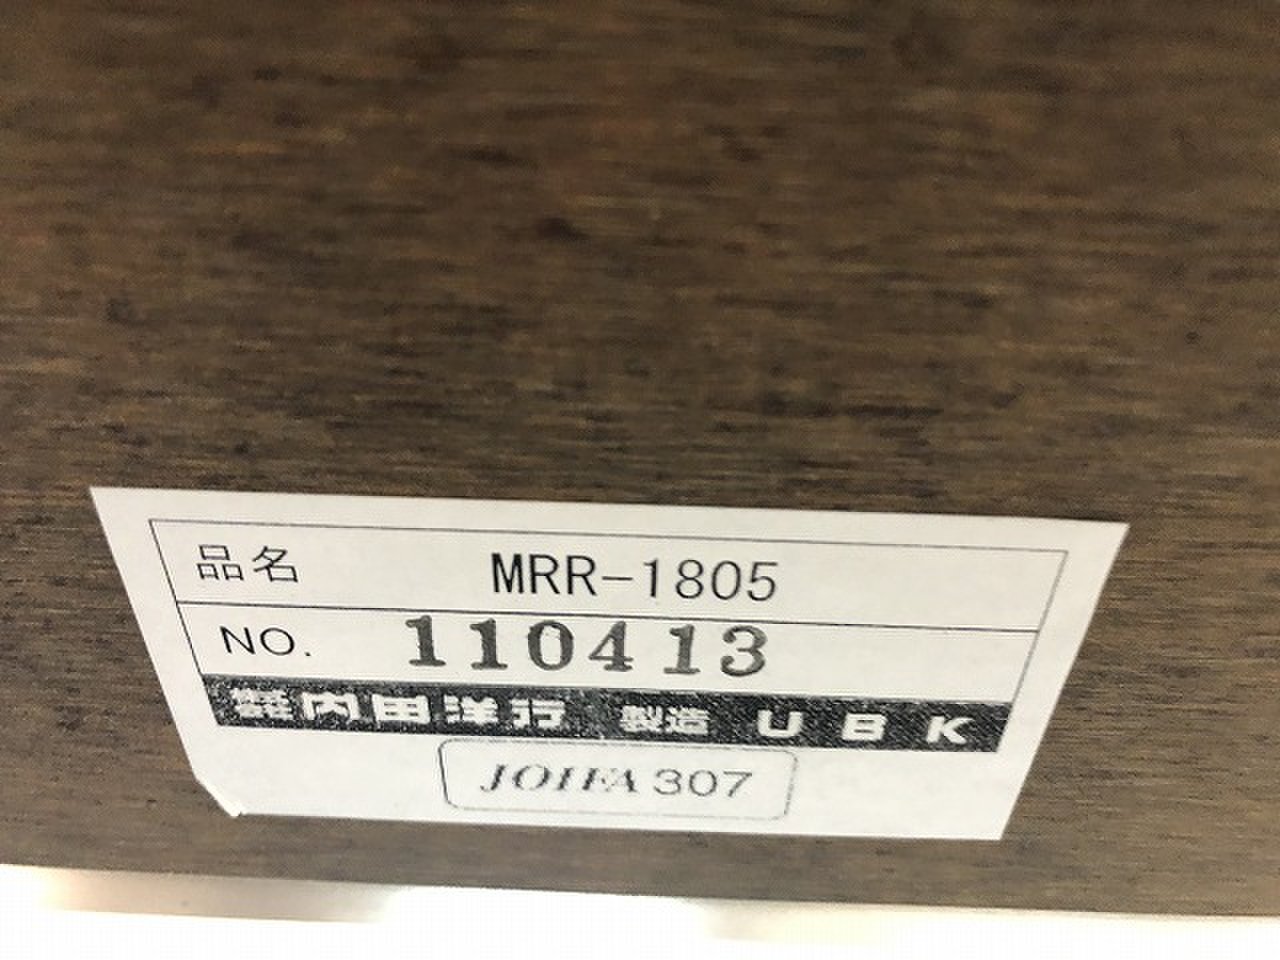 品名 MRR-1805
NO. 110413
株式会社 内田洋行 製造 UBK
JOIFA 307